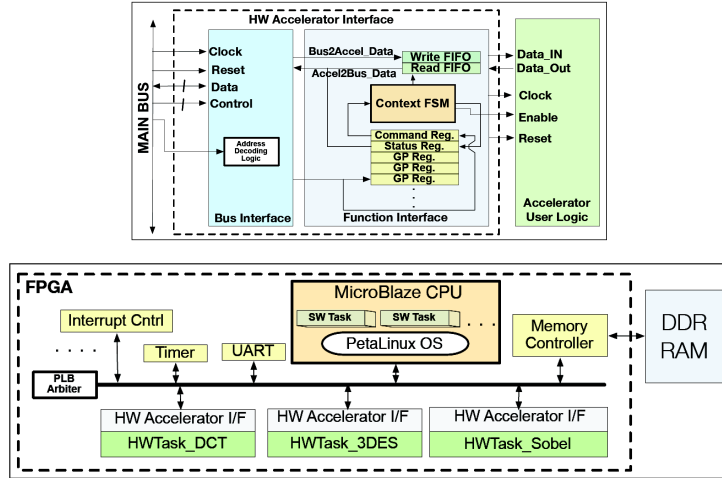 HW Accelerator Interface
MAIN BUS
Clock
Reset
Data
Control
Address
Decoding
Logic
Bus Interface
Bus2Accel_Data
Accel2Bus_Data
Write FIFO
Read FIFO
Context FSM
Command Reg.
Status Reg.
GP Reg.
GP Reg.
GP Reg.
Function Interface
Data_IN
Data_Out
Clock
Enable
Reset
Accelerator
User Logic
FPGA
Interrupt Cntrl
Timer
UART
MicroBlaze CPU
SW Task
SW Task
PetaLinux OS
Memory
Controller
DDR
RAM
PLB
Arbiter
HW Accelerator I/F
HWTask_DCT
HW Accelerator I/F
HWTask_3DES
HW Accelerator I/F
HWTask_Sobel